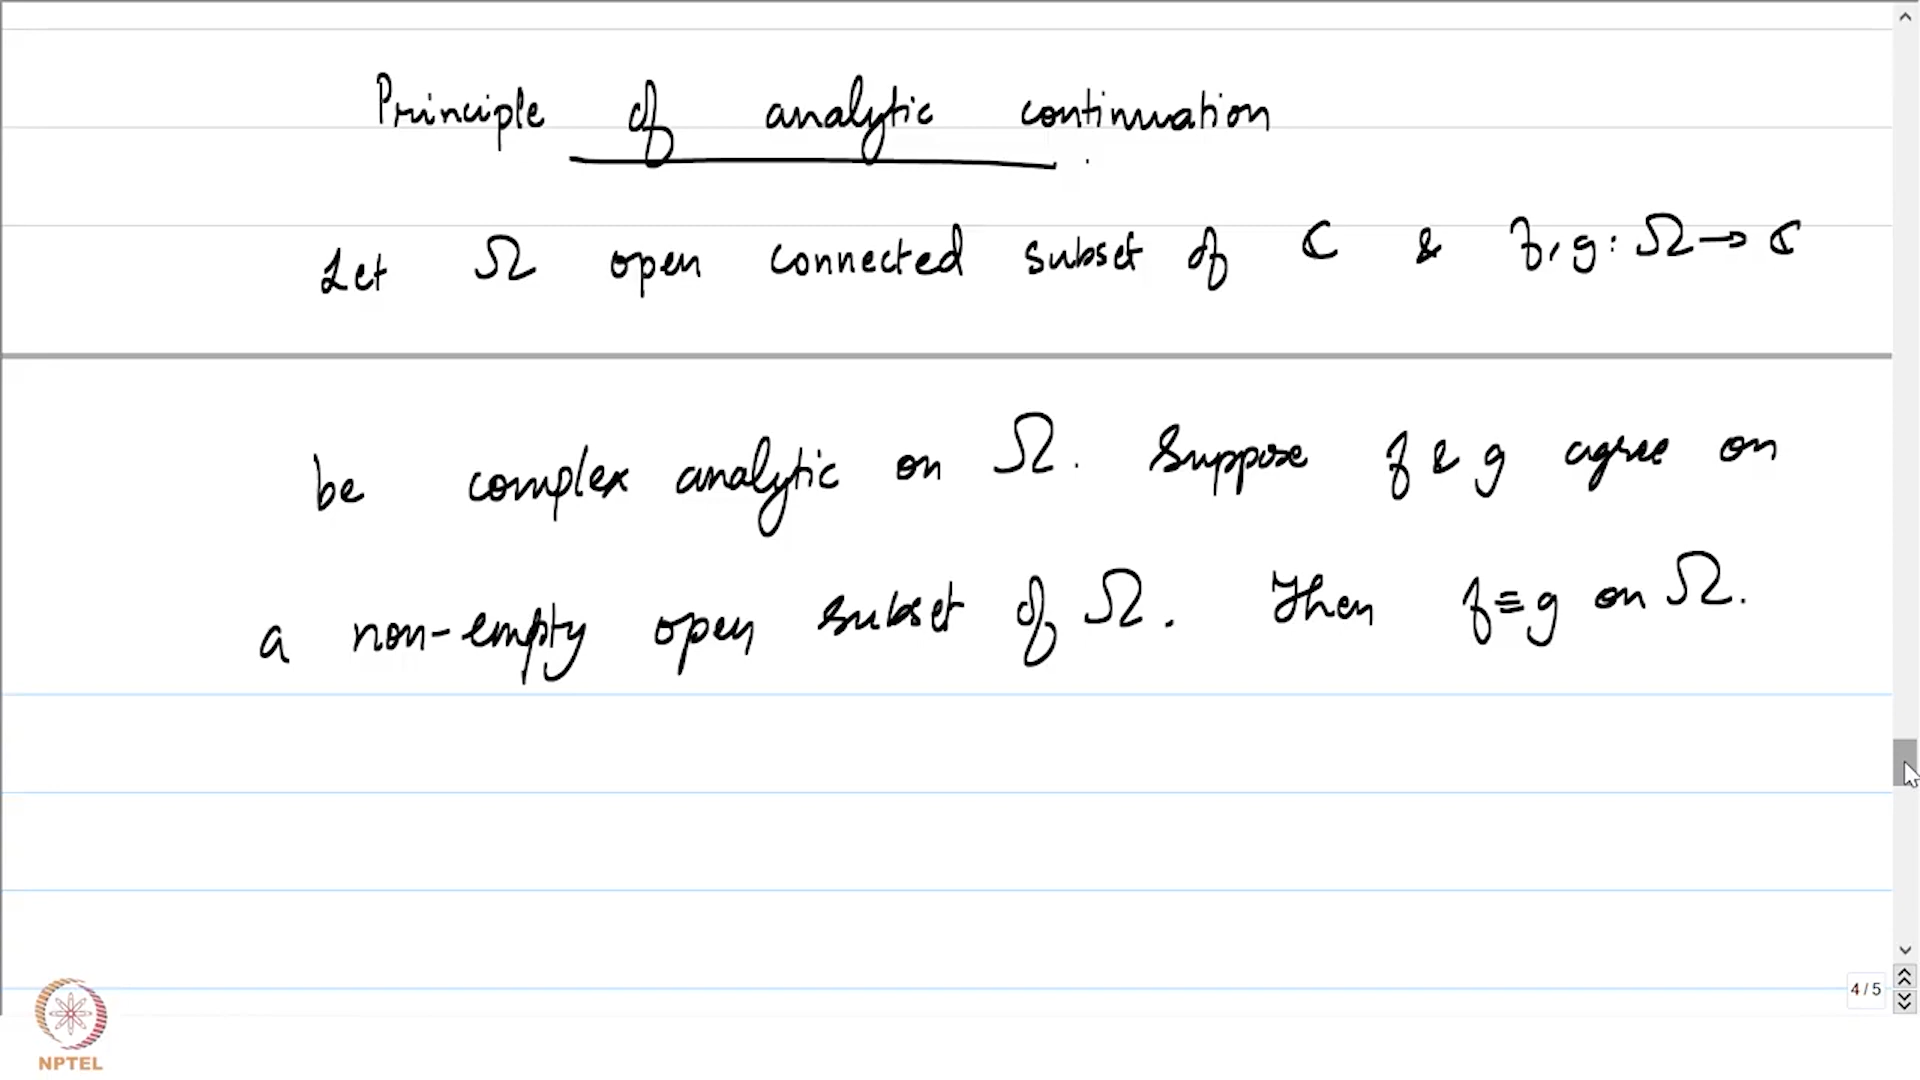 Principle of analytic continuation
Let Ω open connected subset of ℂ & f, g: Ω → ℂ
be complex analytic on Ω. Suppose f & g agree on
a non-empty open subset of Ω. Then f ≡ g on Ω.
4 / 5
NPTEL